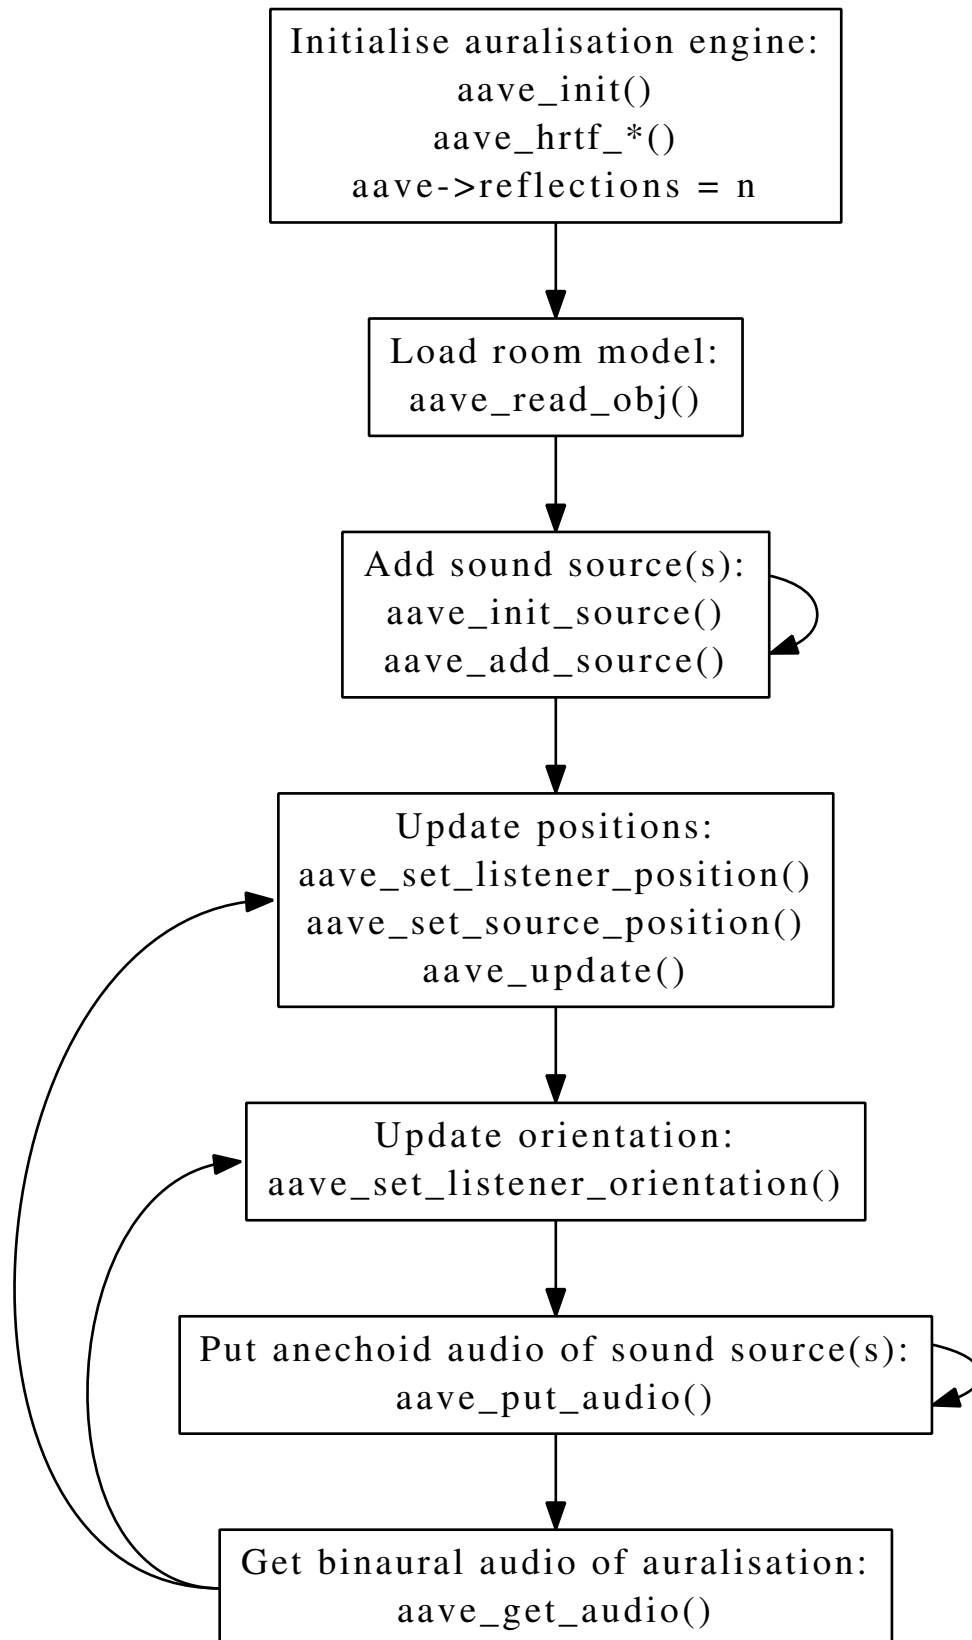 Initialise auralisation engine:
aave_init()
aave_hrtf_*()
aave->reflections = n
Load room model:
aave_read_obj()
Add sound source(s):
aave_init_source()
aave_add_source()
Update positions:
aave_set_listener_position()
aave_set_source_position()
aave_update()
Update orientation:
aave_set_listener_orientation()
Put anechoid audio of sound source(s):
aave_put_audio()
Get binaural audio of auralisation:
aave_get_audio()